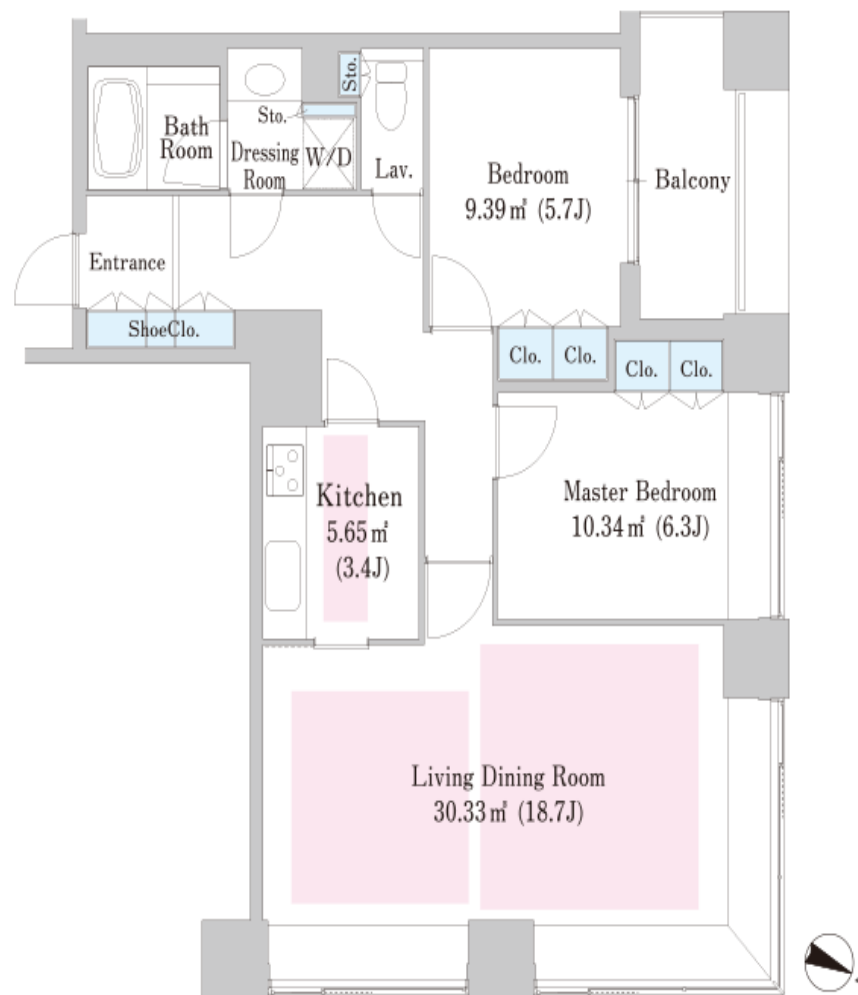 Sto.
Bath
Room
Sto.
Dressing
Room
W/D
Lav.
Bedroom
9.39㎡ (5.7J)
Balcony
Entrance
ShoeClo.
Clo.
Clo.
Clo.
Clo.
Kitchen
5.65㎡
(3.4J)
Master Bedroom
10.34㎡ (6.3J)
Living Dining Room
30.33㎡ (18.7J)